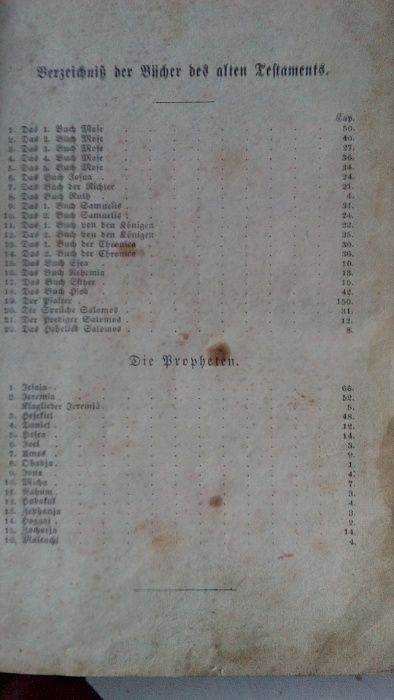 Verzeichniß der Bücher des alten Testaments.
Cap.
1. Das 1. Buch Mose 50.
2. Das 2. Buch Mose 40.
3. Das 3. Buch Mose 27.
4. Das 4. Buch Mose 36.
5. Das 5. Buch Mose 34.
6. Das Buch Josua 24.
7. Das Buch der Richter 21.
8. Das Buch Ruth 4.
9. Das 1. Buch Samuelis 31.
10. Das 2. Buch Samuelis 24.
11. Das 1. Buch von den Königen 22.
12. Das 2. Buch von den Königen 25.
13. Das 1. Buch der Chronica 30.
14. Das 2. Buch der Chronica 36.
15. Das Buch Esra 10.
16. Das Buch Nehemia 13.
17. Das Buch Esther 10.
18. Das Buch Hiob 42.
19. Der Psalter 150.
20. Die Sprüche Salomos 31.
21. Der Prediger Salomos 12.
22. Das Hohelied Salomos 8.
Die Propheten.
1. Jesaja 66.
2. Jeremia 52.
Klaglieder Jeremiä 5.
3. Hesekiel 48.
4. Daniel 12.
5. Hosea 14.
6. Joel 3.
7. Amos 9.
8. Obadja 1.
9. Jona 4.
10. Micha 7.
11. Nahum 3.
12. Habakuk 4.
13. Zephanja 3.
14. Haggai 2.
15. Zacharja 14.
16. Maleachi 4.